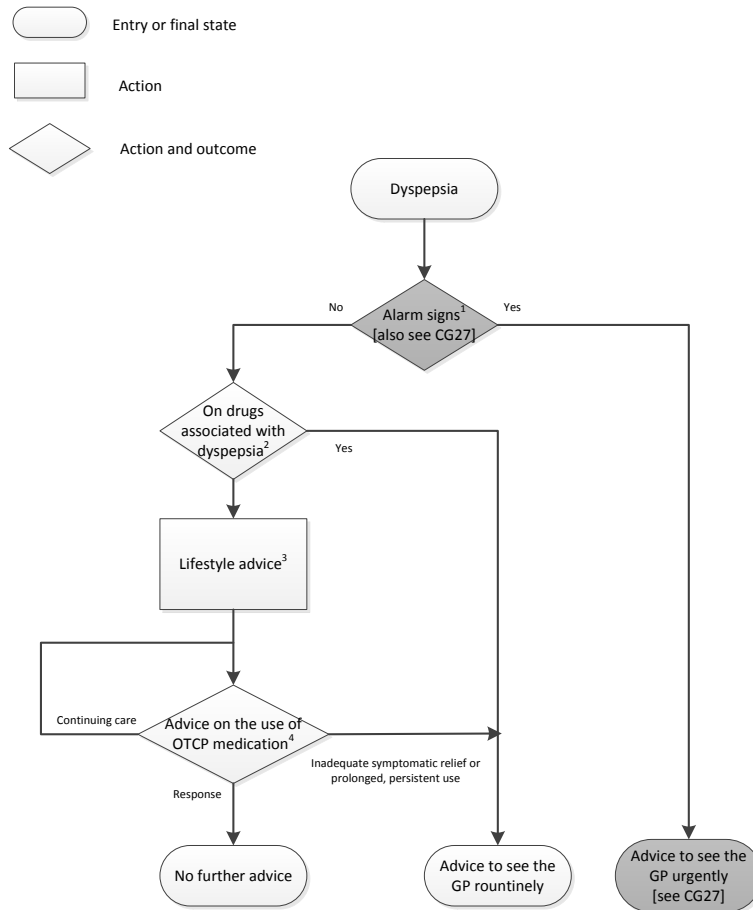 Entry or final state
Action
Action and outcome
Dyspepsia
No
Alarm signs1
[also see CG27]
Yes
On drugs
associated with
dyspepsia2
Yes
Lifestyle advice3
Continuing care
Advice on the use of
OTCP medication4
Inadequate symptomatic relief or
prolonged, persistent use
Response
No further advice
Advice to see the
GP rountinely
Advice to see the
GP urgently
[see CG27]